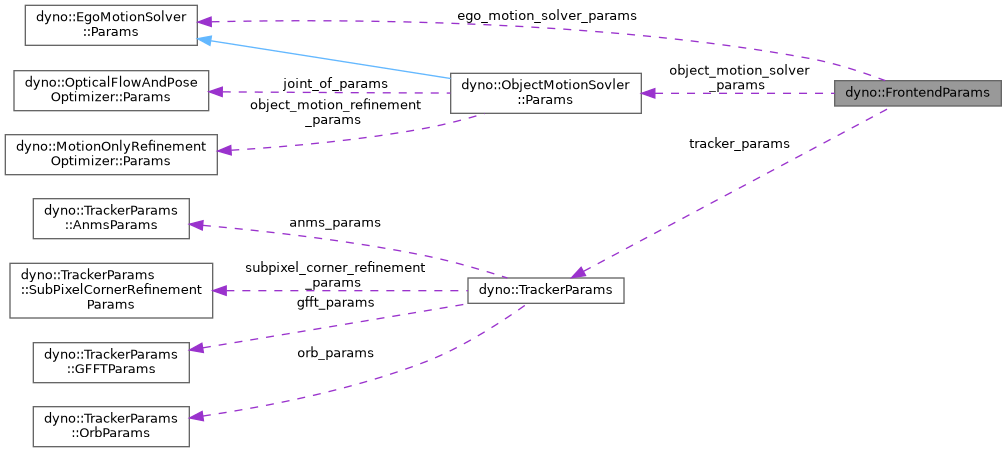 dyno::EgoMotionSolver
::Params
ego_motion_solver_params
dyno::OpticalFlowAndPose
Optimizer::Params
joint_of_params
dyno::ObjectMotionSovler
::Params
object_motion_solver
_params
dyno::FrontendParams
object_motion_refinement
_params
dyno::MotionOnlyRefinement
Optimizer::Params
tracker_params
dyno::TrackerParams
::AnmsParams
anms_params
dyno::TrackerParams
::SubPixelCornerRefinement
Params
subpixel_corner_refinement
_params
dyno::TrackerParams
gfft_params
dyno::TrackerParams
::GFFTParams
orb_params
dyno::TrackerParams
::OrbParams